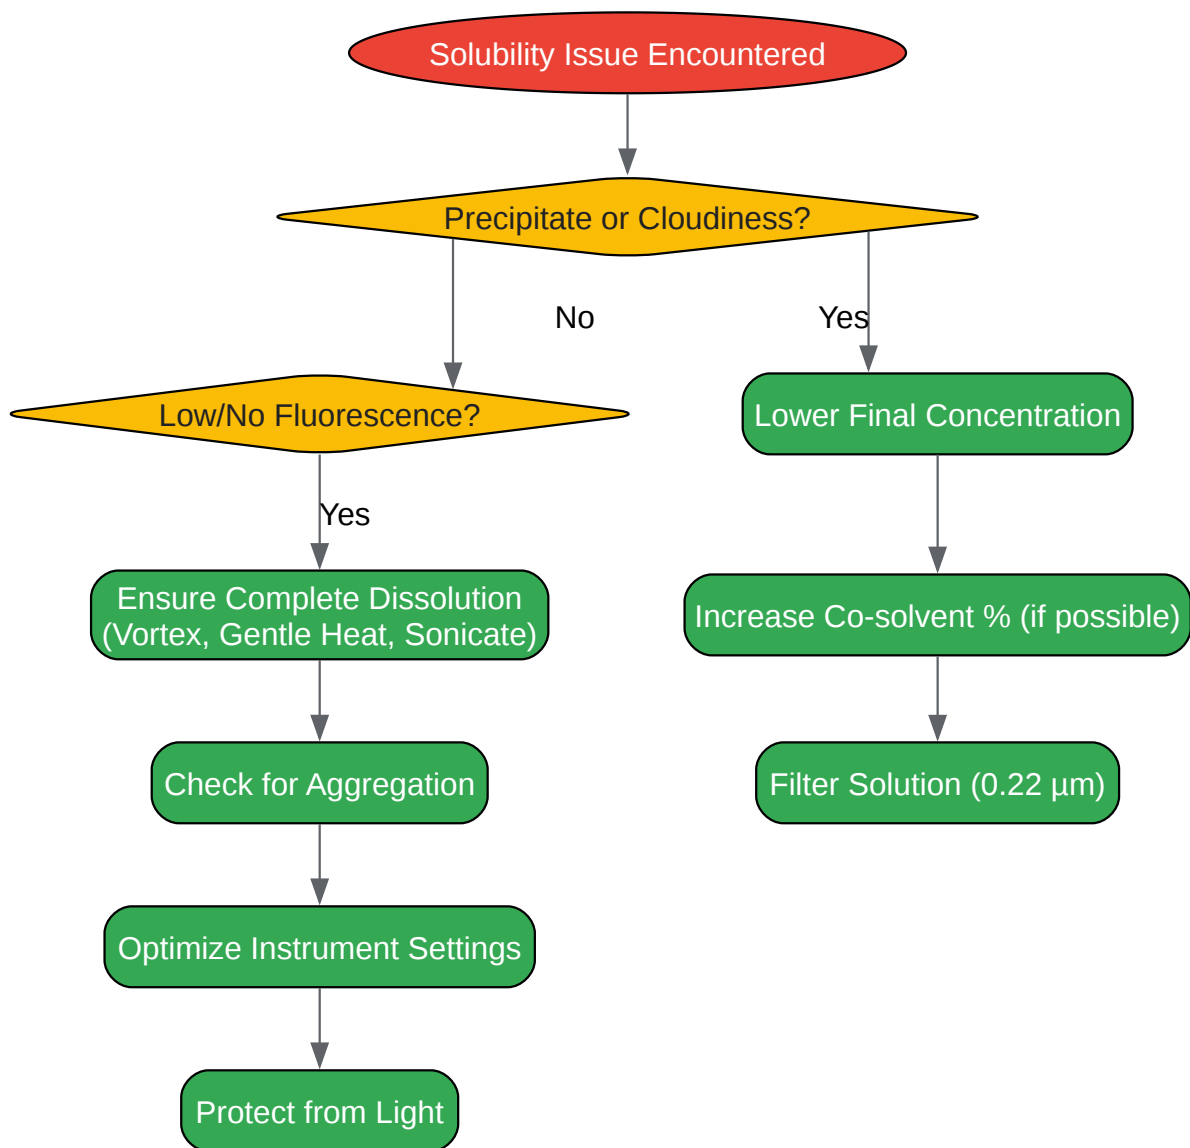 Solubility Issue Encountered
Precipitate or Cloudiness?
No
Yes
Low/No Fluorescence?
Lower Final Concentration
Yes
Ensure Complete Dissolution
(Vortex, Gentle Heat, Sonicate)
Increase Co-solvent % (if possible)
Check for Aggregation
Filter Solution (0.22 µm)
Optimize Instrument Settings
Protect from Light